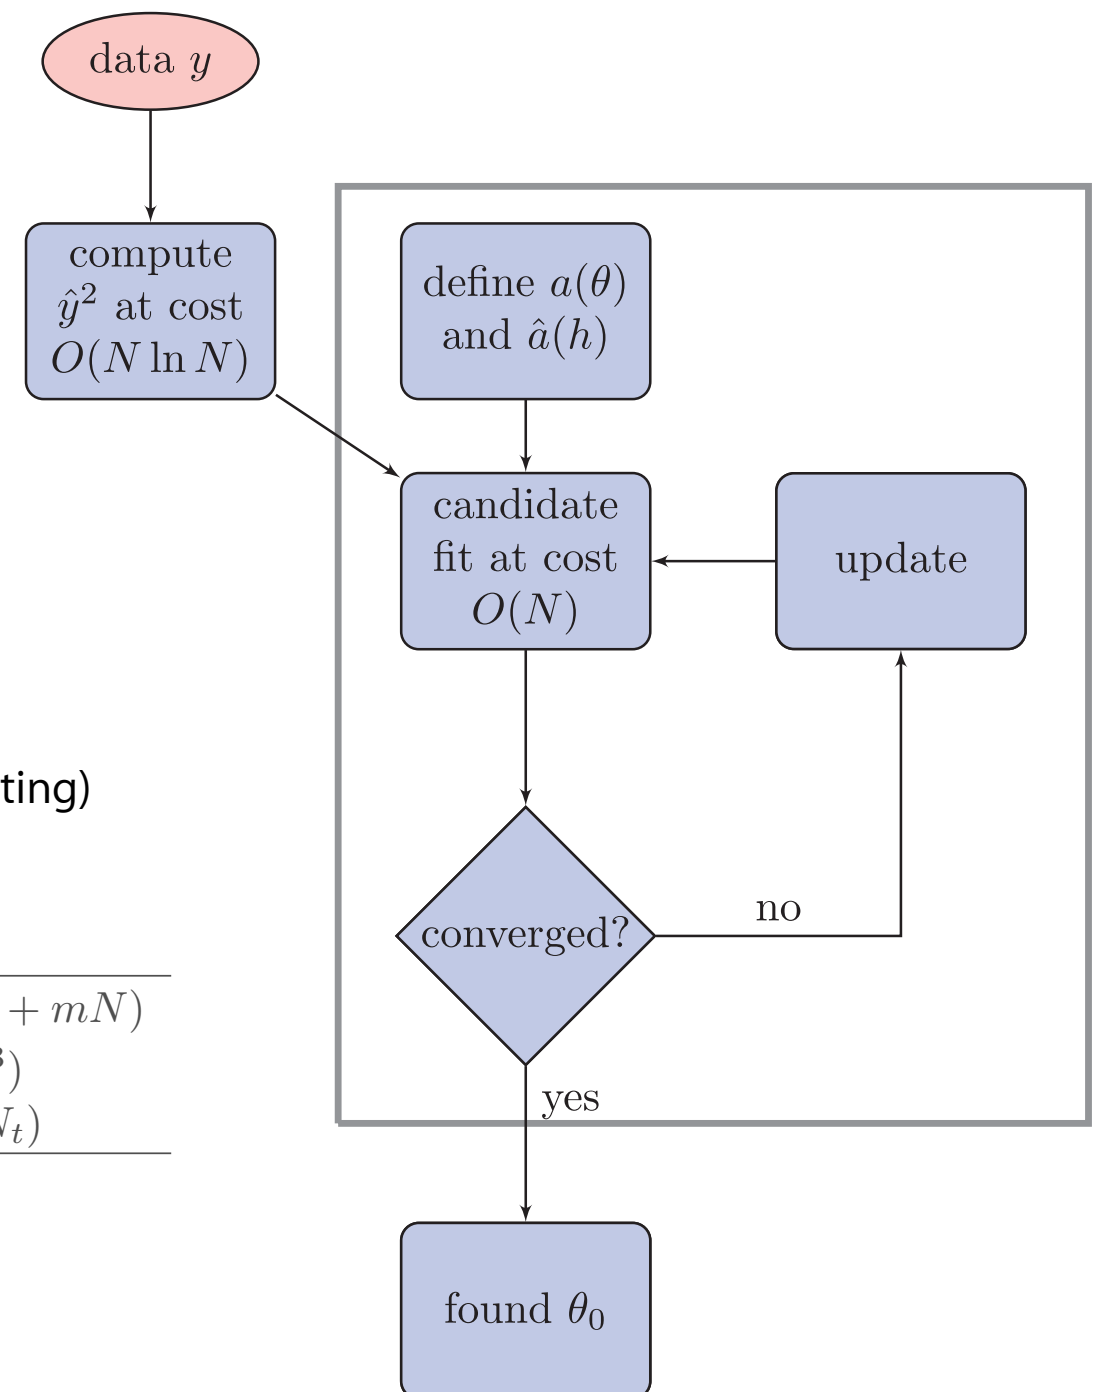 data y
compute
ŷ² at cost
O(N ln N)
define a(θ)
and â(h)
candidate
fit at cost
O(N)
update
ting)
converged?
no
+ mN)
3)
t)
yes
found θ₀